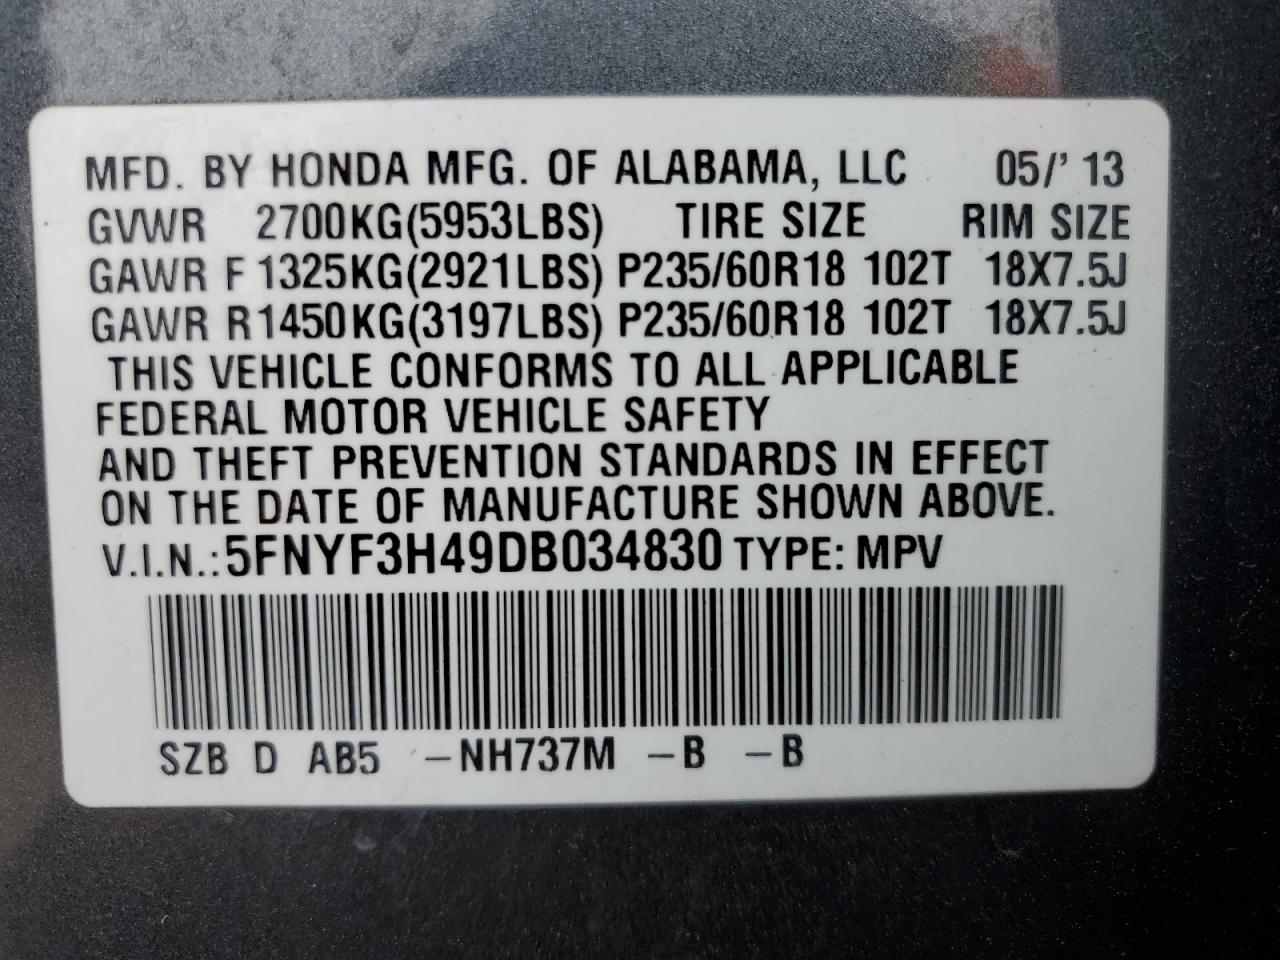 MFD. BY HONDA MFG. OF ALABAMA, LLC 05/' 13
GVWR 2700KG(5953LBS) TIRE SIZE RIM SIZE
GAWR F 1325KG(2921LBS) P235/60R18 102T 18X7.5J
GAWR R 1450KG(3197LBS) P235/60R18 102T 18X7.5J
THIS VEHICLE CONFORMS TO ALL APPLICABLE
FEDERAL MOTOR VEHICLE SAFETY
AND THEFT PREVENTION STANDARDS IN EFFECT
ON THE DATE OF MANUFACTURE SHOWN ABOVE.
V.I.N.: 5FNYF3H49DB034830 TYPE: MPV
SZB D AB5 –NH737M –B –B